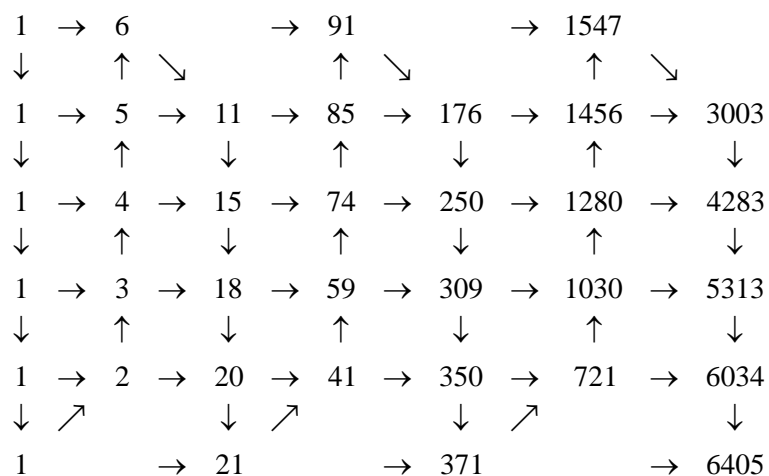 1 → 6 → 91 → 1547
↓ ↑ ↘ ↑ ↘ ↑ ↘
1 → 5 → 11 → 85 → 176 → 1456 → 3003
↓ ↑ ↓ ↑ ↓ ↑ ↓
1 → 4 → 15 → 74 → 250 → 1280 → 4283
↓ ↑ ↓ ↑ ↓ ↑ ↓
1 → 3 → 18 → 59 → 309 → 1030 → 5313
↓ ↑ ↓ ↑ ↓ ↑ ↓
1 → 2 → 20 → 41 → 350 → 721 → 6034
↓ ↗ ↓ ↗ ↓ ↗ ↓
1 → 21 → 371 → 6405